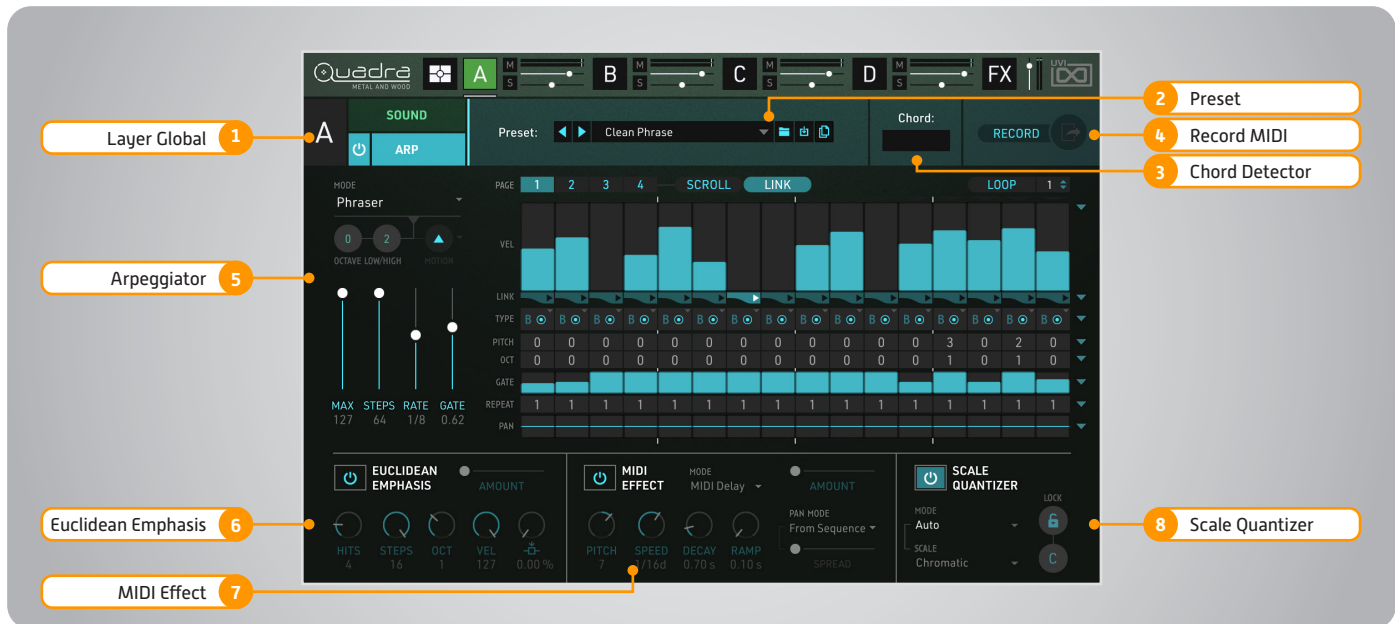 Quadra
METAL AND WOOD
A M S B M S C M S D M S FX UVI
Layer Global 1
A
SOUND
ARP
Preset: Clean Phrase
Chord:
RECORD
2 Preset
4 Record MIDI
3 Chord Detector
MODE
Phraser
0 2
OCTAVE LOW/HIGH MOTION
PAGE 1 2 3 4 SCROLL LINK LOOP 1
VEL
LINK
TYPE B B B B B B B B B B B B B B B B
PITCH 0 0 0 0 0 0 0 0 0 0 0 0 3 0 2 0
OCT 0 0 0 0 0 0 0 0 0 0 0 0 1 0 1 0
GATE
REPEAT 1 1 1 1 1 1 1 1 1 1 1 1 1 1 1 1
PAN
Arpeggiator 5
MAX STEPS RATE GATE
127 64 1/8 0.62
EUCLIDEAN
EMPHASIS
AMOUNT
HITS STEPS OCT VEL
4 16 1 127 0.00 %
MIDI
EFFECT
MODE
MIDI Delay
AMOUNT
PITCH SPEED DECAY RAMP
7 1/16d 0.70 s 0.10 s
PAN MODE
From Sequence
SPREAD
SCALE
QUANTIZER
LOCK
MODE
Auto
SCALE
Chromatic
C
Euclidean Emphasis 6
MIDI Effect 7
8 Scale Quantizer